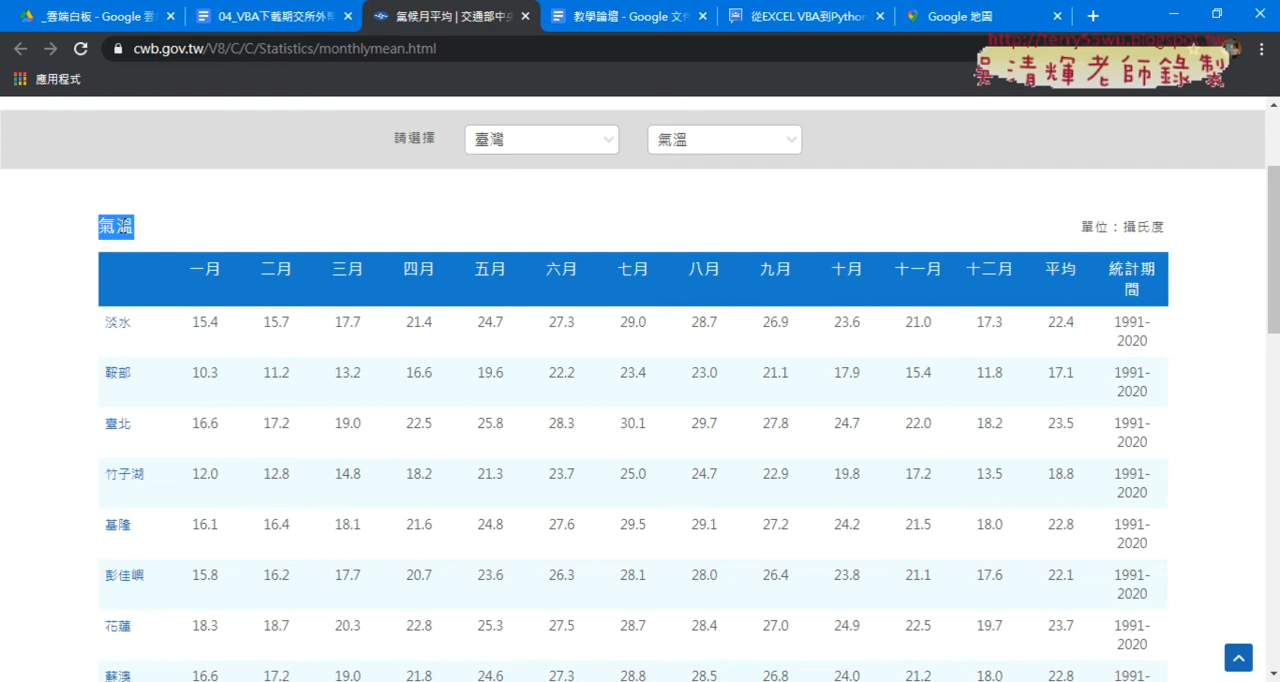 _雲端白板 - Google 雲
04_VBA下載期交所外幣
氣候月平均 | 交通部中央
教學論壇 - Google 文件
從EXCEL VBA到Python
Google 地圖
cwb.gov.tw/V8/C/C/Statistics/monthlymean.html
http://terry55wu.blogspot.tw
吳清輝老師錄製
應用程式
請選擇 臺灣 氣溫
氣溫 單位：攝氏度
一月 二月 三月 四月 五月 六月 七月 八月 九月 十月 十一月 十二月 平均 統計期
間
淡水 15.4 15.7 17.7 21.4 24.7 27.3 29.0 28.7 26.9 23.6 21.0 17.3 22.4 1991-
2020
鞍部 10.3 11.2 13.2 16.6 19.6 22.2 23.4 23.0 21.1 17.9 15.4 11.8 17.1 1991-
2020
臺北 16.6 17.2 19.0 22.5 25.8 28.3 30.1 29.7 27.8 24.7 22.0 18.2 23.5 1991-
2020
竹子湖 12.0 12.8 14.8 18.2 21.3 23.7 25.0 24.7 22.9 19.8 17.2 13.5 18.8 1991-
2020
基隆 16.1 16.4 18.1 21.6 24.8 27.6 29.5 29.1 27.2 24.2 21.5 18.0 22.8 1991-
2020
彭佳嶼 15.8 16.2 17.7 20.7 23.6 26.3 28.1 28.0 26.4 23.8 21.1 17.6 22.1 1991-
2020
花蓮 18.3 18.7 20.3 22.8 25.3 27.5 28.7 28.4 27.0 24.9 22.5 19.7 23.7 1991-
2020
蘇澳 16.6 17.2 19.0 21.8 24.6 27.3 28.8 28.5 26.8 24.0 21.2 18.0 22.8 1991-